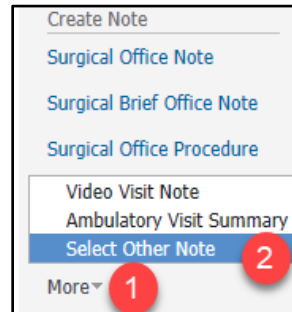 Create Note
Surgical Office Note
Surgical Brief Office Note
Surgical Office Procedure
Video Visit Note
Ambulatory Visit Summary
Select Other Note 2
More 1